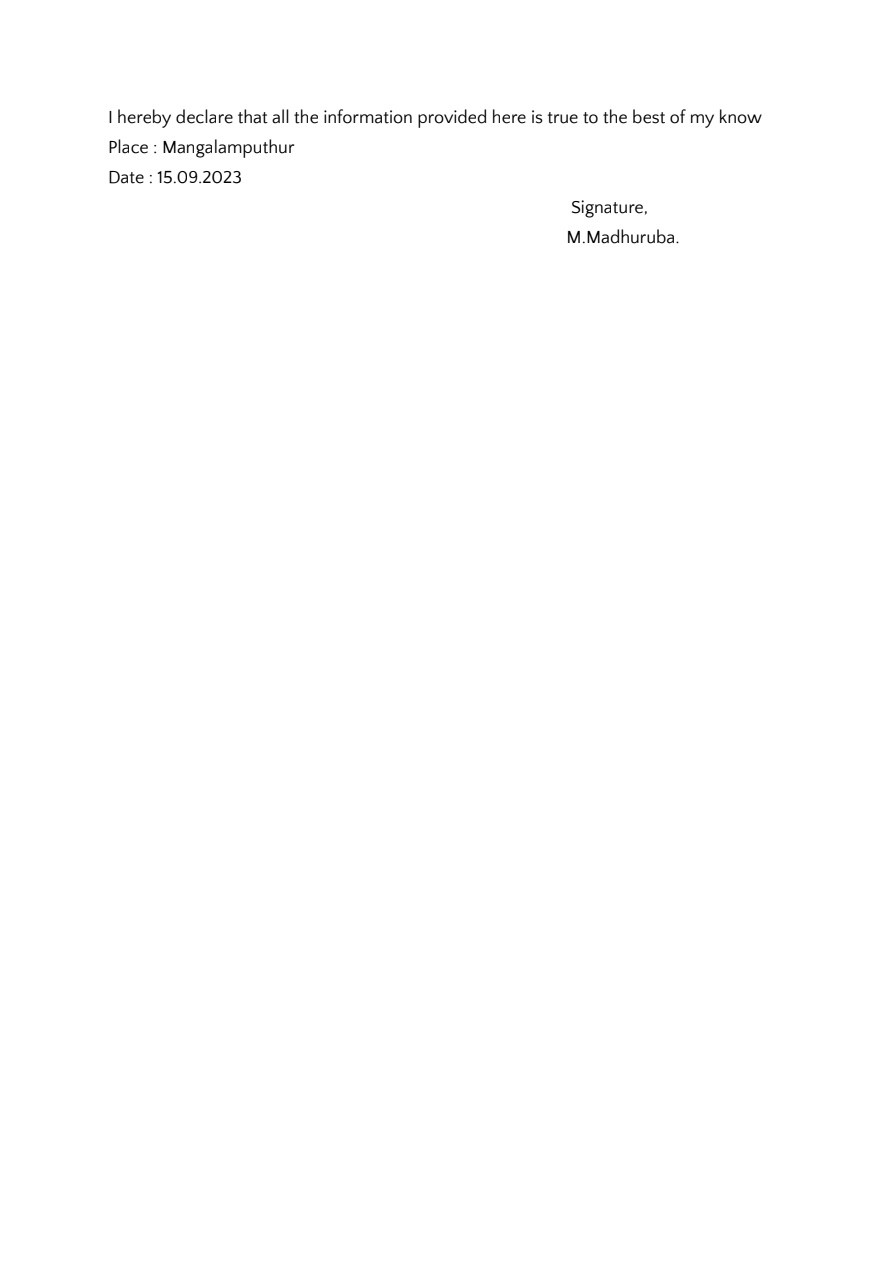 I hereby declare that all the information provided here is true to the best of my know
Place : Mangalamputhur
Date : 15.09.2023
Signature,
M.Madhuruba.